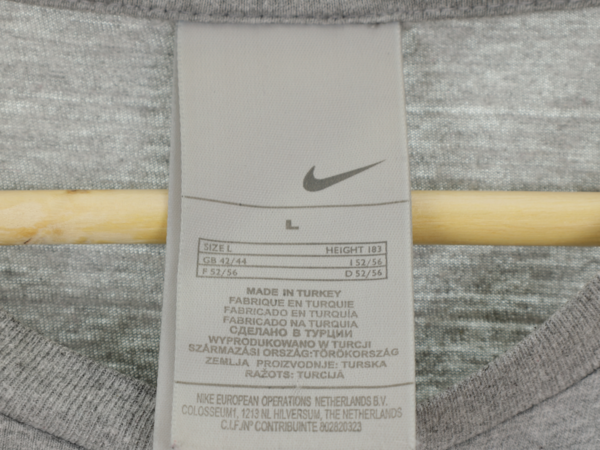 L
SIZE L HEIGHT 183
GB 42/44 I 52/56
F 52/56 D 52/56
MADE IN TURKEY
FABRIQUE EN TURQUIE
FABRICADO EN TURQUÍA
FABRICADO NA TURQUIA
СДЕЛАНО В ТУРЦИИ
WYPRODUKOWANO W TURCJI
SZÁRMAZÁSI ORSZÁG:TÖRÖKORSZÁG
ZEMLJA PROIZVODNJE: TURSKA
RAŽOTS: TURCIJĀ
NIKE EUROPEAN OPERATIONS NETHERLANDS B.V.
COLOSSEUM1, 1213 NL HILVERSUM, THE NETHERLANDS
C.I.F./Nº CONTRIBUINTE 802820323